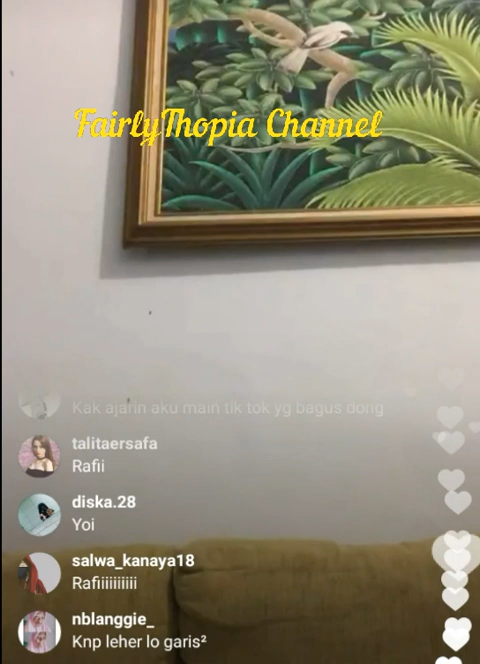 FairlyThopia Channel
Kak ajarin aku main tik tok yg bagus dong
talitaersafa
Rafii
diska.28
Yoi
salwa_kanaya18
Rafiiiiiiiiii
nblanggie_
Knp leher lo garis²